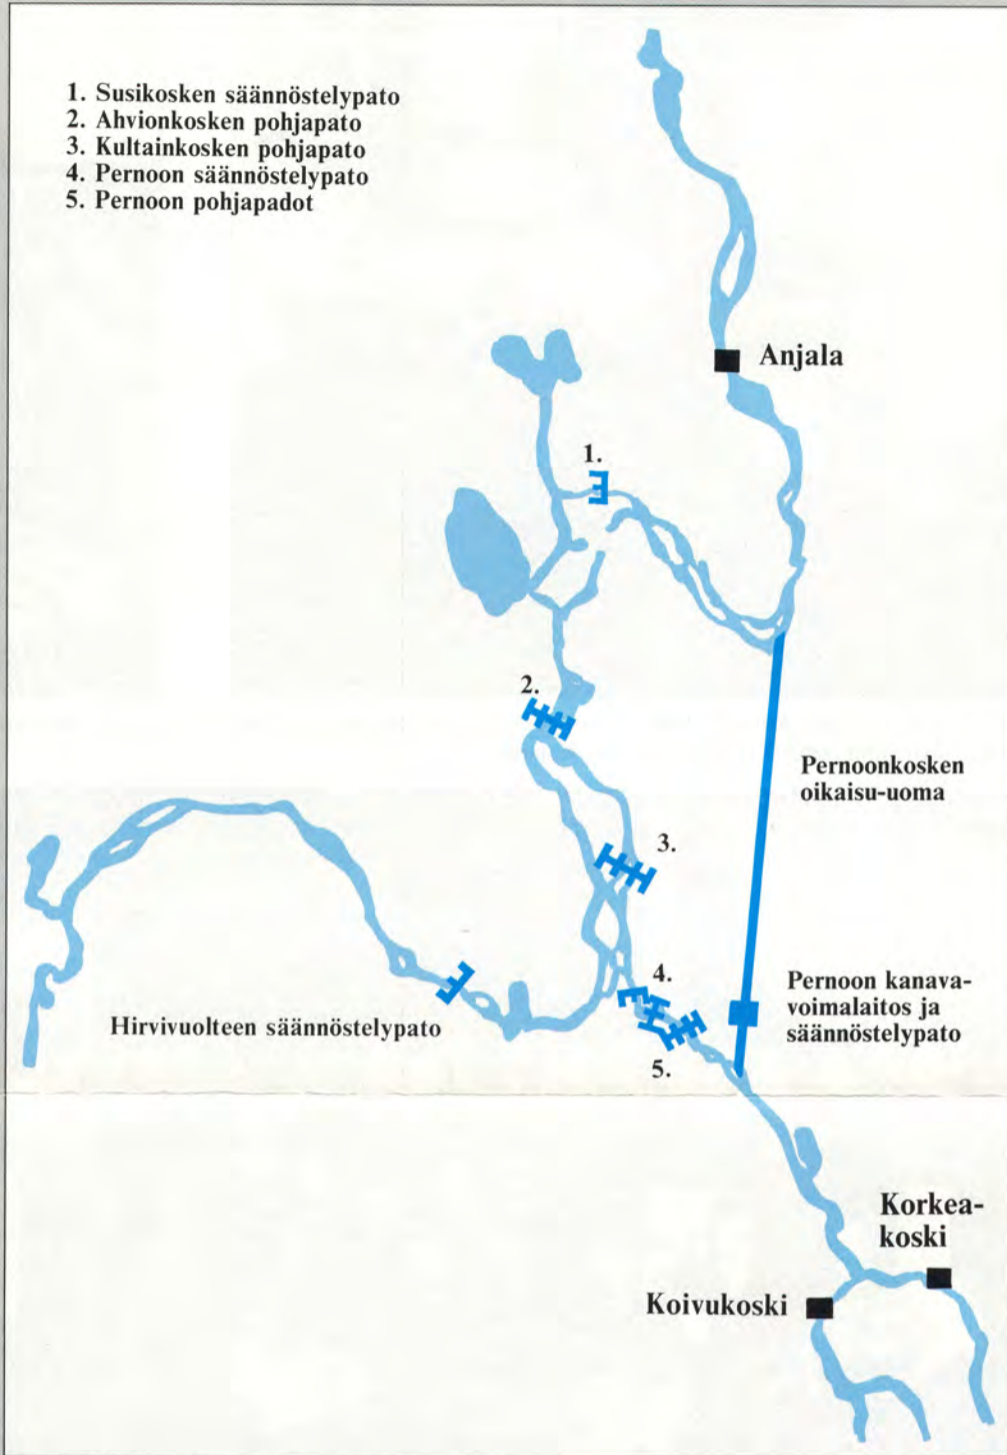 1. Susikosken säännöstelypato
2. Ahvionkosken pohjapato
3. Kultainkosken pohjapato
4. Pernoon säännöstelypato
5. Pernoon pohjapadot
Anjala
1.
2.
Pernoonkosken
oikaisu-uoma
3.
4.
Pernoon kanava-
voimalaitos ja
säännöstelypato
Hirvivuolteen säännöstelypato
5.
Korkea-
koski
Koivukoski